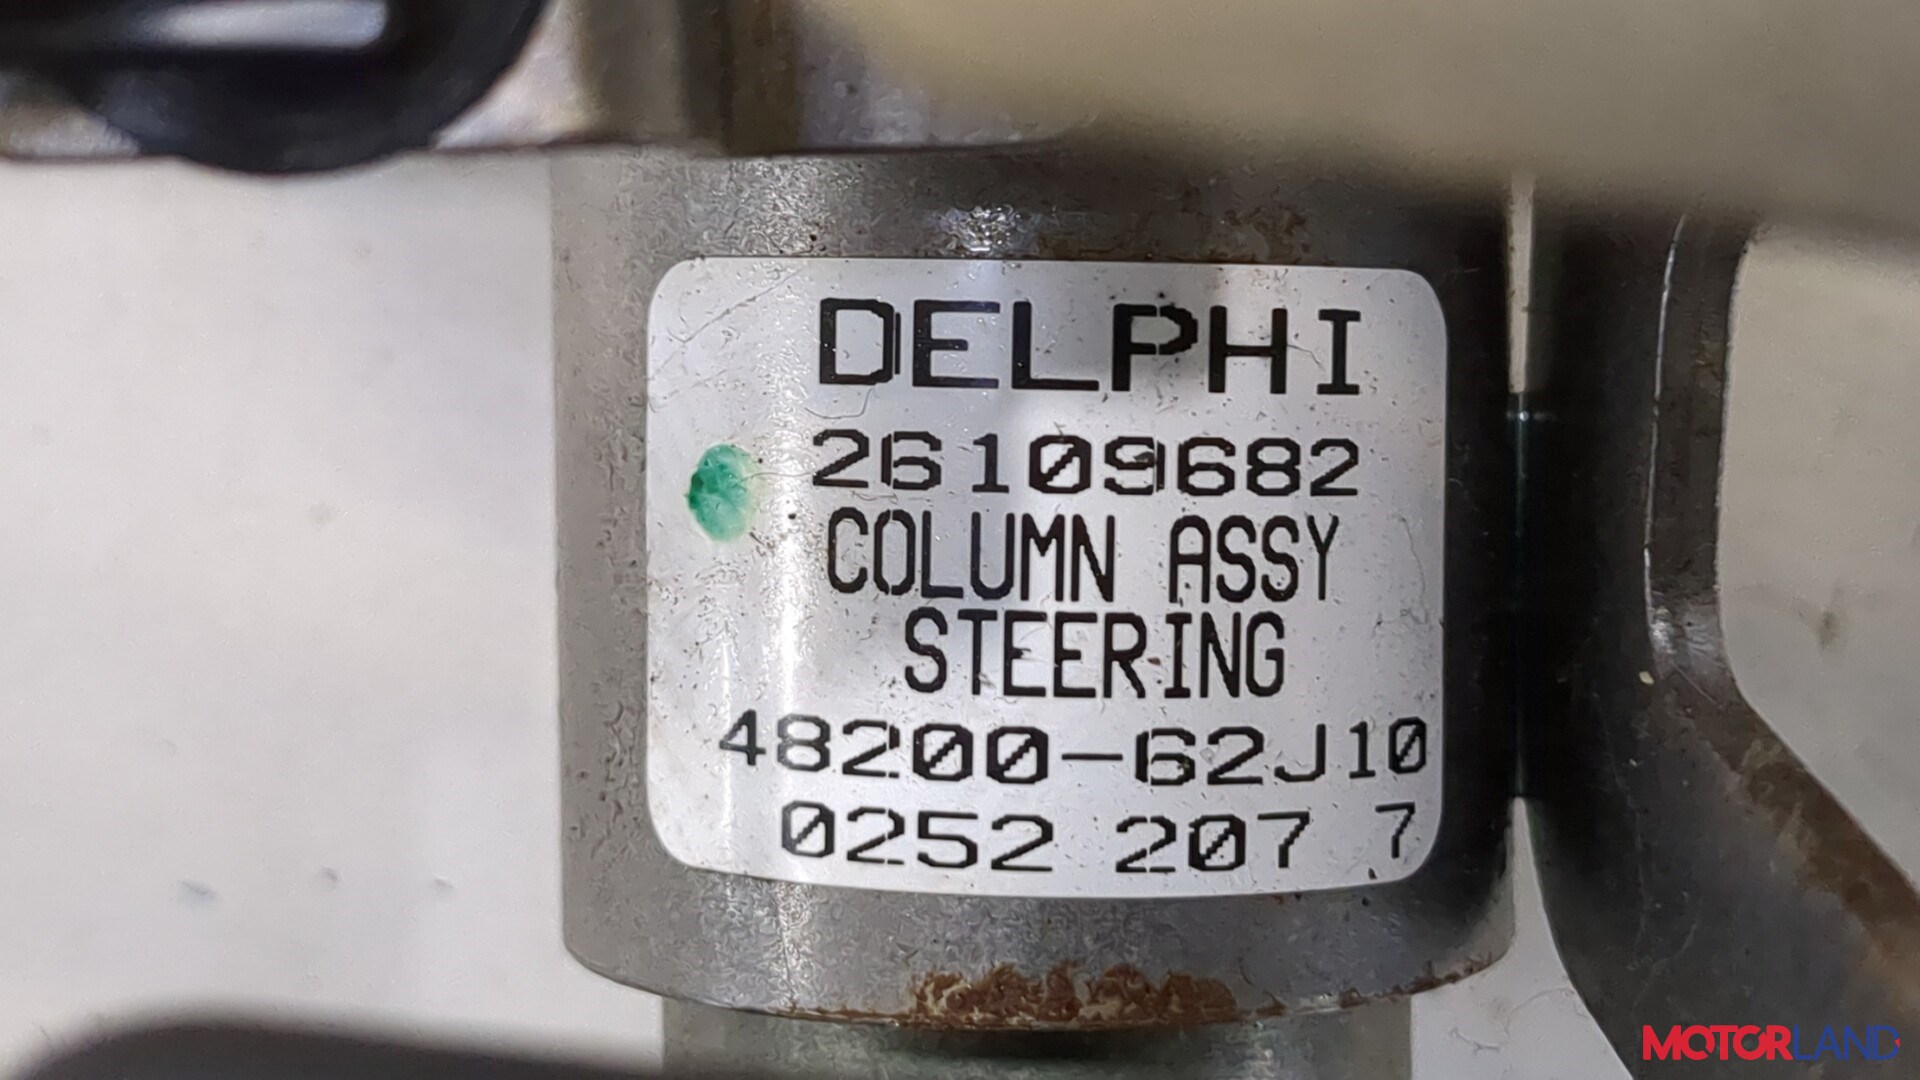 DELPHI
26109682
COLUMN ASSY
STEERING
48200-62J10
0252 207 7
MOTORLAND